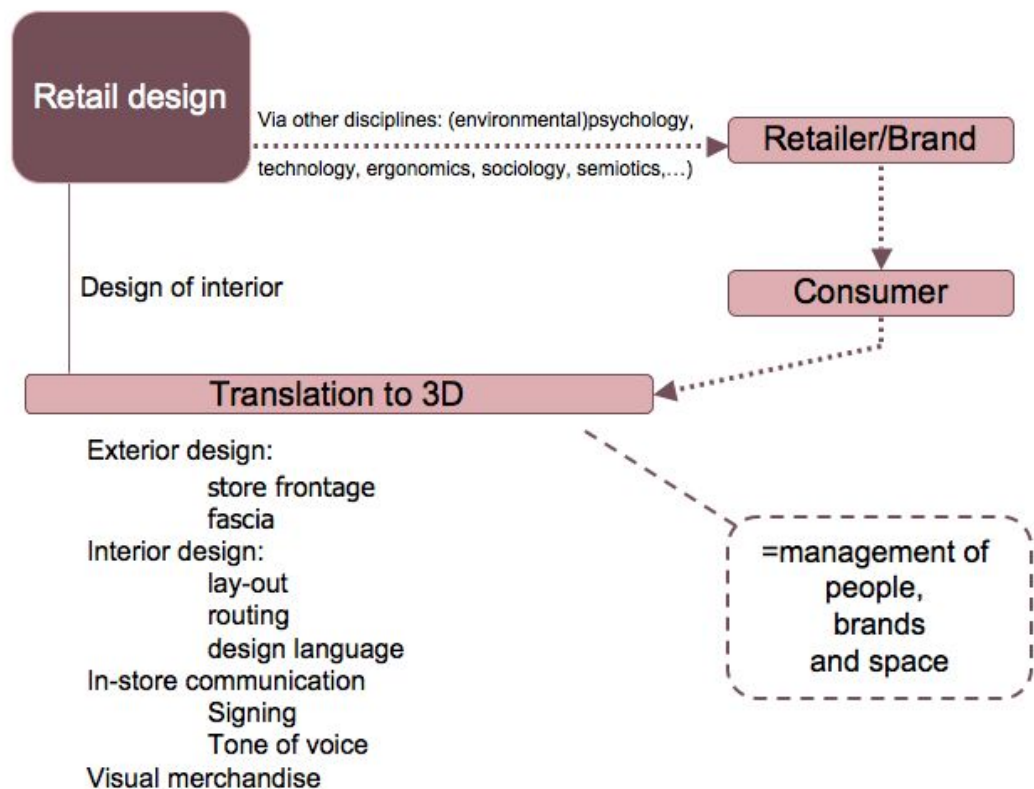 Retail design
Via other disciplines: (environmental)psychology,
technology, ergonomics, sociology, semiotics,…)
Retailer/Brand
Consumer
Design of interior
Translation to 3D
Exterior design:
store frontage
fascia
Interior design:
lay-out
routing
design language
In-store communication
Signing
Tone of voice
Visual merchandise
=management of
people,
brands
and space